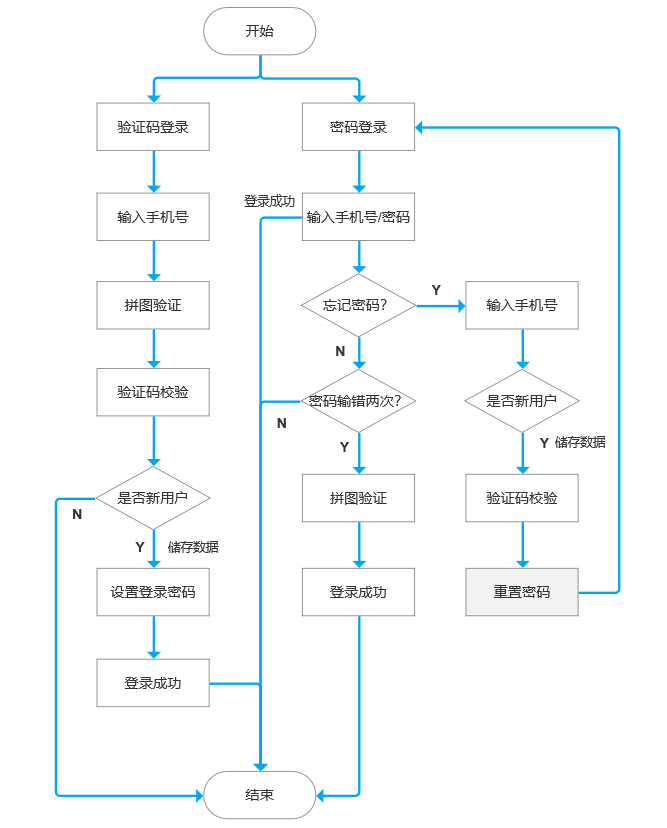 开始
验证码登录
密码登录
登录成功
输入手机号
输入手机号/密码
拼图验证
忘记密码?
Y
输入手机号
N
验证码校验
密码输错两次?
是否新用户
N
Y
Y 储存数据
是否新用户
N
拼图验证
验证码校验
Y 储存数据
设置登录密码
登录成功
重置密码
登录成功
结束